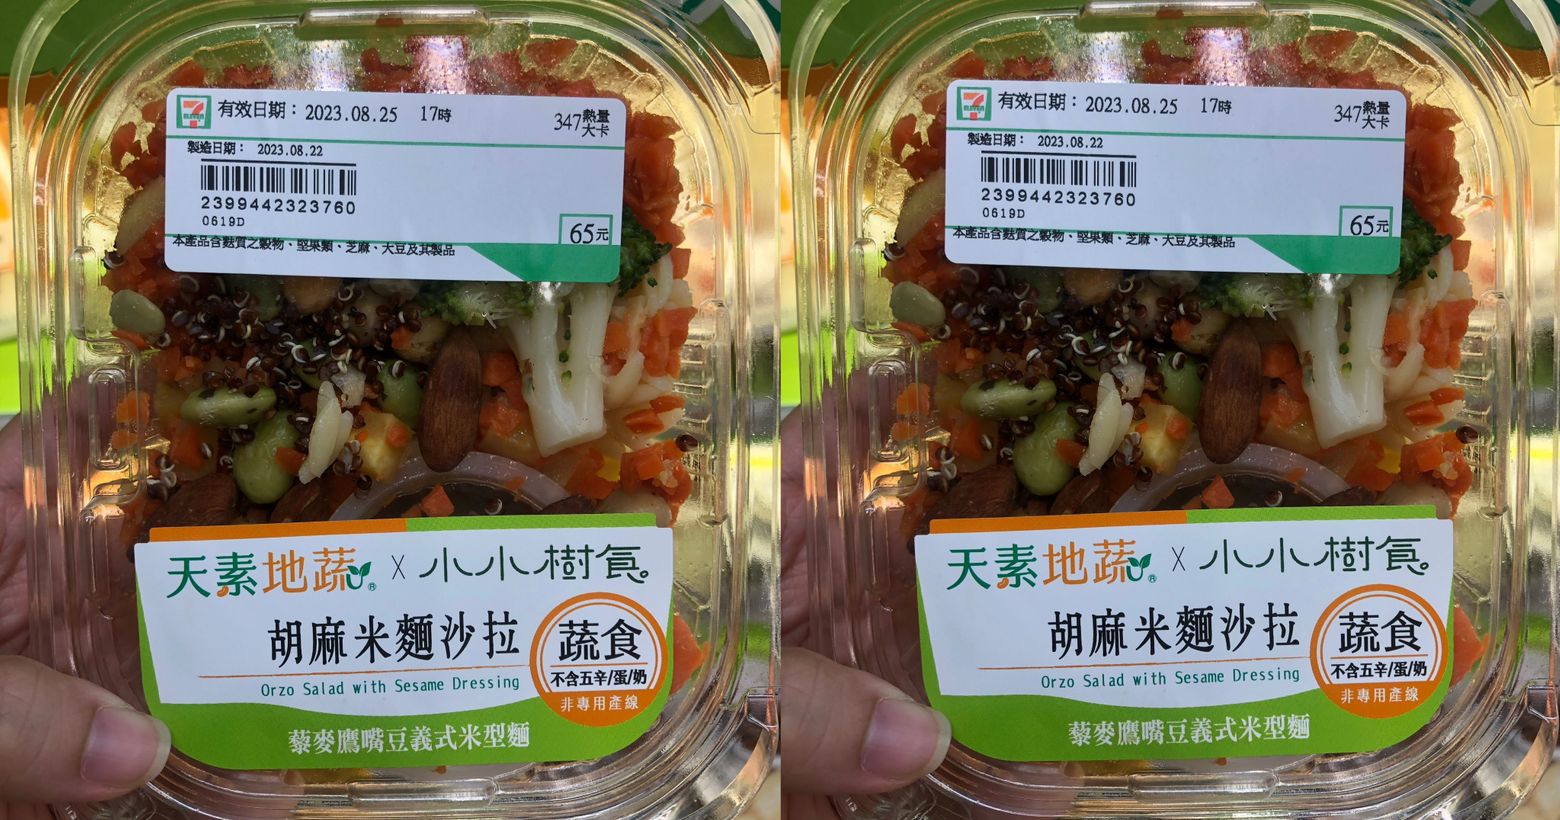 7 ELEVEN
有效日期：2023.08.25 17時
347 熱量大卡
製造日期： 2023.08.22
2399442323760
0619D
65元
本產品含麩質之穀物、堅果類、芝麻、大豆及其製品
天素地蔬® X 小小樹食
胡麻米麵沙拉
Orzo Salad with Sesame Dressing
蔬食
不含五辛/蛋/奶
非專用產線
藜麥鷹嘴豆義式米型麵
7 ELEVEN
有效日期：2023.08.25 17時
347 熱量大卡
製造日期： 2023.08.22
2399442323760
0619D
65元
本產品含麩質之穀物、堅果類、芝麻、大豆及其製品
天素地蔬® X 小小樹食
胡麻米麵沙拉
Orzo Salad with Sesame Dressing
蔬食
不含五辛/蛋/奶
非專用產線
藜麥鷹嘴豆義式米型麵